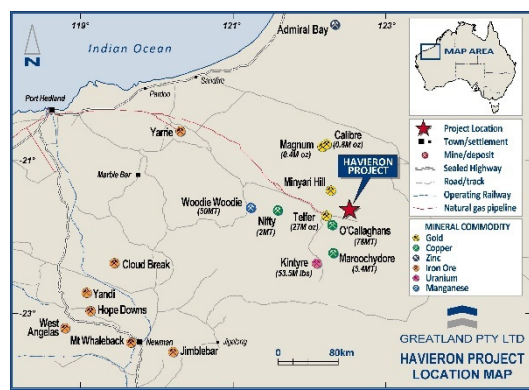 119°
121°
123°
Admiral Bay
Indian Ocean
N
Sandfire
Pardoo
Port Hedland
Yarrie
Calibre
(0.6M oz)
Magnum
(0.4M oz)
-21°
Marble Bar
HAVIERON
PROJECT
Minyari Hill
Woodie Woodie
(50MT)
Nifty
(2MT)
Telfer
(27M oz)
O'Callaghans
(78MT)
Maroochydore
(3.4MT)
Kintyre
(53.5M lbs)
Cloud Break
Yandi
Hope Downs
-23°
West
Angelas
Mt Whaleback
Newman
Jimblebar
Jigalong
0
80km
MAP AREA
Project Location
Town/settlement
Mine/deposit
Sealed Highway
Road/track
Operating Railway
Natural gas pipeline
MINERAL COMMODITY
Gold
Copper
Zinc
Iron Ore
Uranium
Manganese
GREATLAND PTY LTD
HAVIERON PROJECT
LOCATION MAP